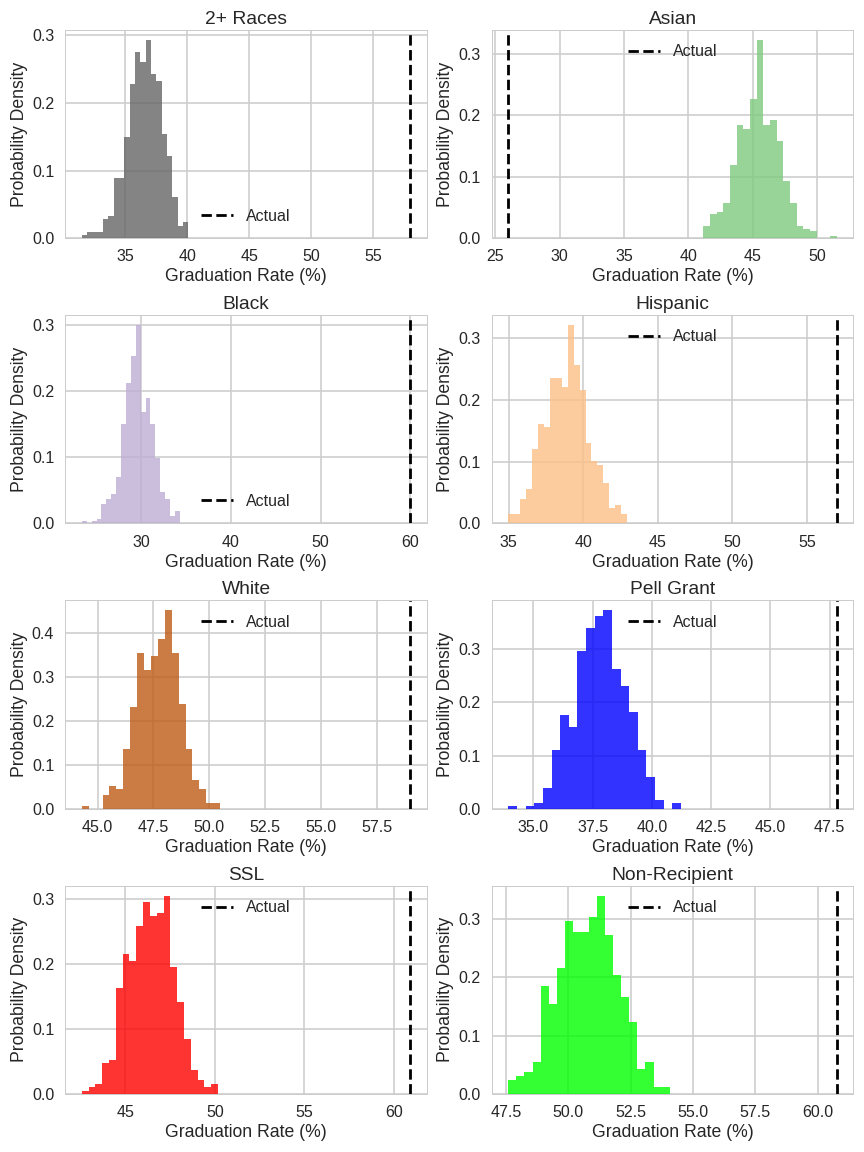 2+ Races
Probability Density
0.3
0.2
0.1
0.0
Actual
35 40 45 50 55
Graduation Rate (%)
Asian
Probability Density
0.3
0.2
0.1
0.0
Actual
25 30 35 40 45 50
Graduation Rate (%)
Black
Probability Density
0.3
0.2
0.1
0.0
Actual
30 40 50 60
Graduation Rate (%)
Hispanic
Probability Density
0.3
0.2
0.1
0.0
Actual
35 40 45 50 55
Graduation Rate (%)
White
Probability Density
0.4
0.3
0.2
0.1
0.0
Actual
45.0 47.5 50.0 52.5 55.0 57.5
Graduation Rate (%)
Pell Grant
Probability Density
0.3
0.2
0.1
0.0
Actual
35.0 37.5 40.0 42.5 45.0 47.5
Graduation Rate (%)
SSL
Probability Density
0.3
0.2
0.1
0.0
Actual
45 50 55 60
Graduation Rate (%)
Non-Recipient
Probability Density
0.3
0.2
0.1
0.0
Actual
47.5 50.0 52.5 55.0 57.5 60.0
Graduation Rate (%)